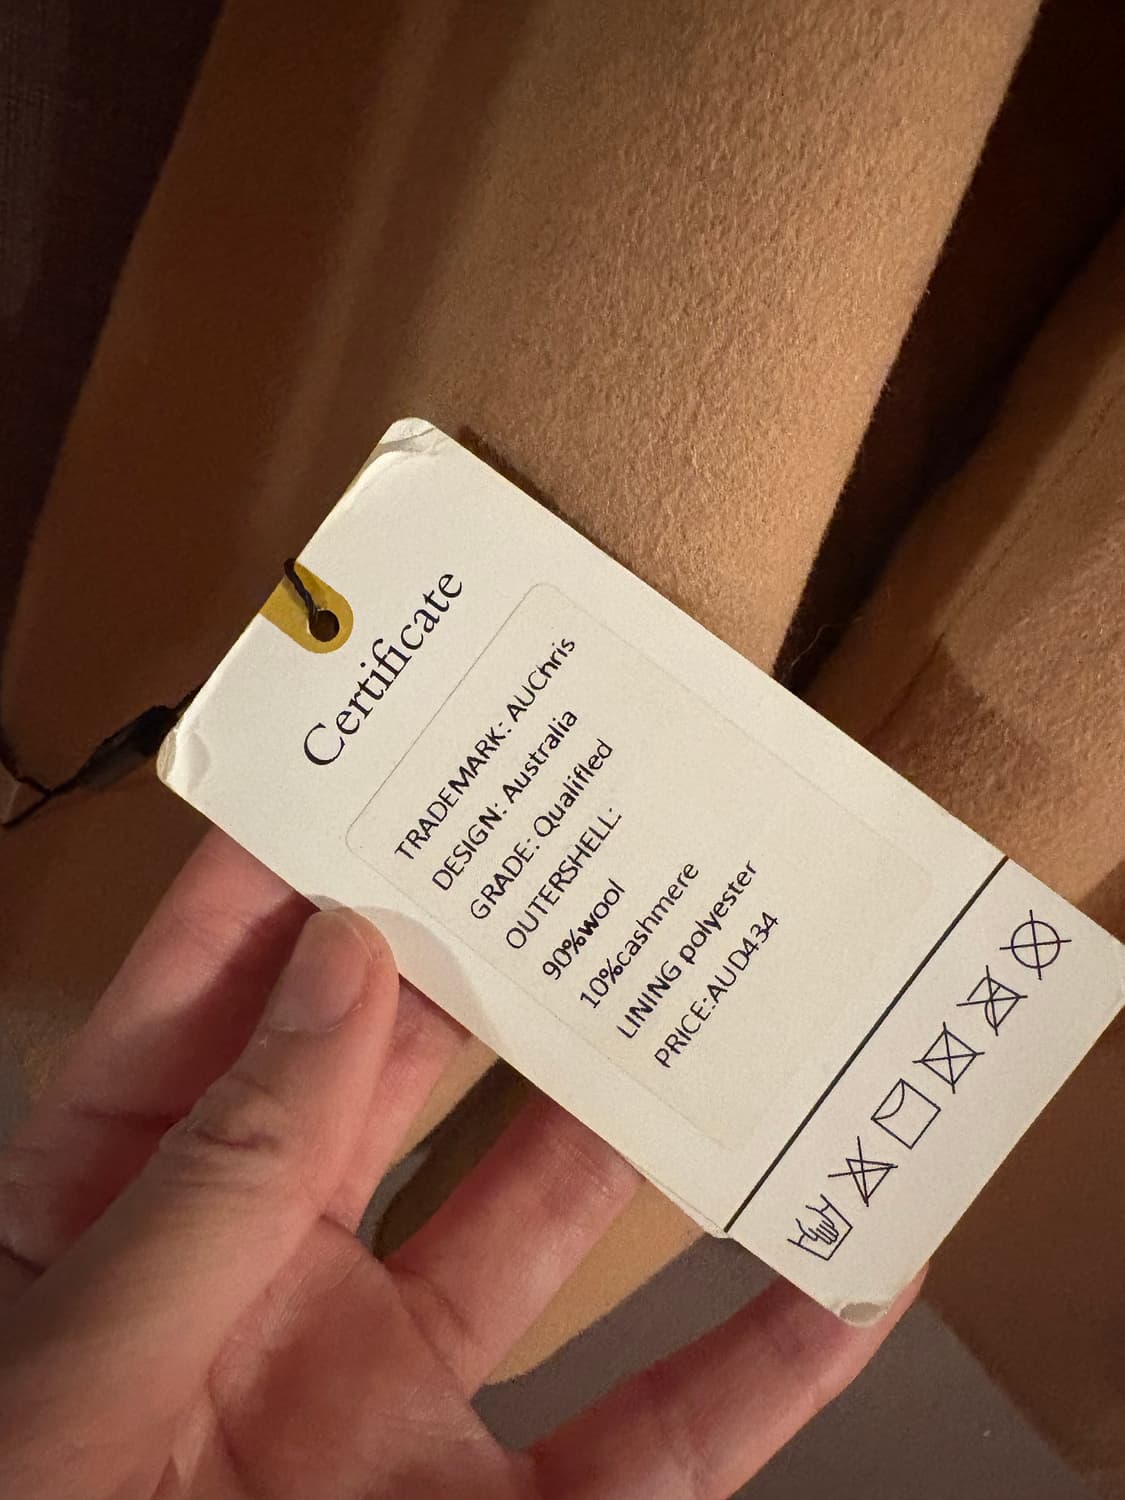 Certificate
TRADEMARK: AUChris
DESIGN: Australia
GRADE: Qualified
OUTERSHELL:
90%wool
10%cashmere
LINING polyester
PRICE:AUD434